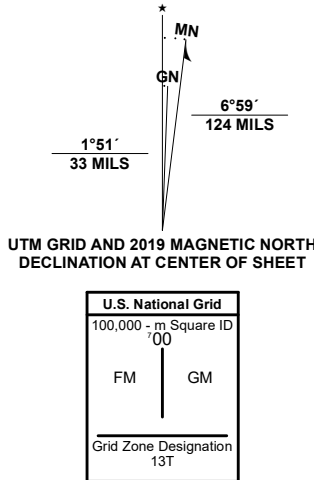 MN
GN
6°59´
124 MILS
1°51´
33 MILS
UTM GRID AND 2019 MAGNETIC NORTH
DECLINATION AT CENTER OF SHEET
U.S. National Grid
100,000 - m Square ID
⁷00
FM GM
Grid Zone Designation
13T